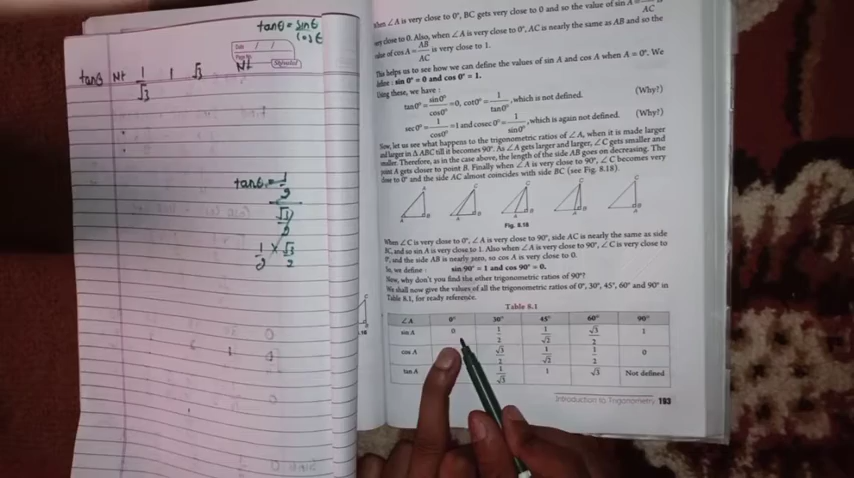 tanθ = sinθ
cosθ
Date / /
tanθ Nt 1 1 √3 Nt
√3
tanθ = 1
2
√3
2
1 × √3
2 2
When ∠A is very close to 0°, BC gets very close to 0 and so the value of sin A =
AC
very close to 0. Also, when ∠A is very close to 0°, AC is nearly the same as AB and so the
value of cos A = AB
AC is very close to 1.
This helps us to see how we can define the values of sin A and cos A when A = 0°. We
define : sin 0° = 0 and cos 0° = 1.
Using these, we have :
tan 0° = sin 0°/cos 0° = 0, cot 0° = 1/tan 0°, which is not defined. (Why?)
sec 0° = 1/cos 0° = 1 and cosec 0° = 1/sin 0°, which is again not defined. (Why?)
Now, let us see what happens to the trigonometric ratios of ∠A, when it is made larger
and larger in Δ ABC till it becomes 90°. As ∠A gets larger and larger, ∠C gets smaller and
smaller. Therefore, as in the case above, the length of the side AB goes on decreasing. The
point A gets closer to point B. Finally when ∠A is very close to 90°, ∠C becomes very
close to 0° and the side AC almost coincides with side BC (see Fig. 8.18).
Fig. 8.18
When ∠C is very close to 0°, ∠A is very close to 90°, side AC is nearly the same as side
BC, and so sin A is very close to 1. Also when ∠A is very close to 90°, ∠C is very close to
0°, and the side AB is nearly zero, so cos A is very close to 0.
So, we define : sin 90° = 1 and cos 90° = 0.
Now, why don't you find the other trigonometric ratios of 90°?
We shall now give the values of all the trigonometric ratios of 0°, 30°, 45°, 60° and 90° in
Table 8.1, for ready reference.
Table 8.1
∠A 0° 30° 45° 60° 90°
sin A 0 1/2 1/√2 √3/2 1
cos A √3/2 1/√2 1/2 0
tan A 1/√3 1 √3 Not defined
Introduction to Trigonometry 193